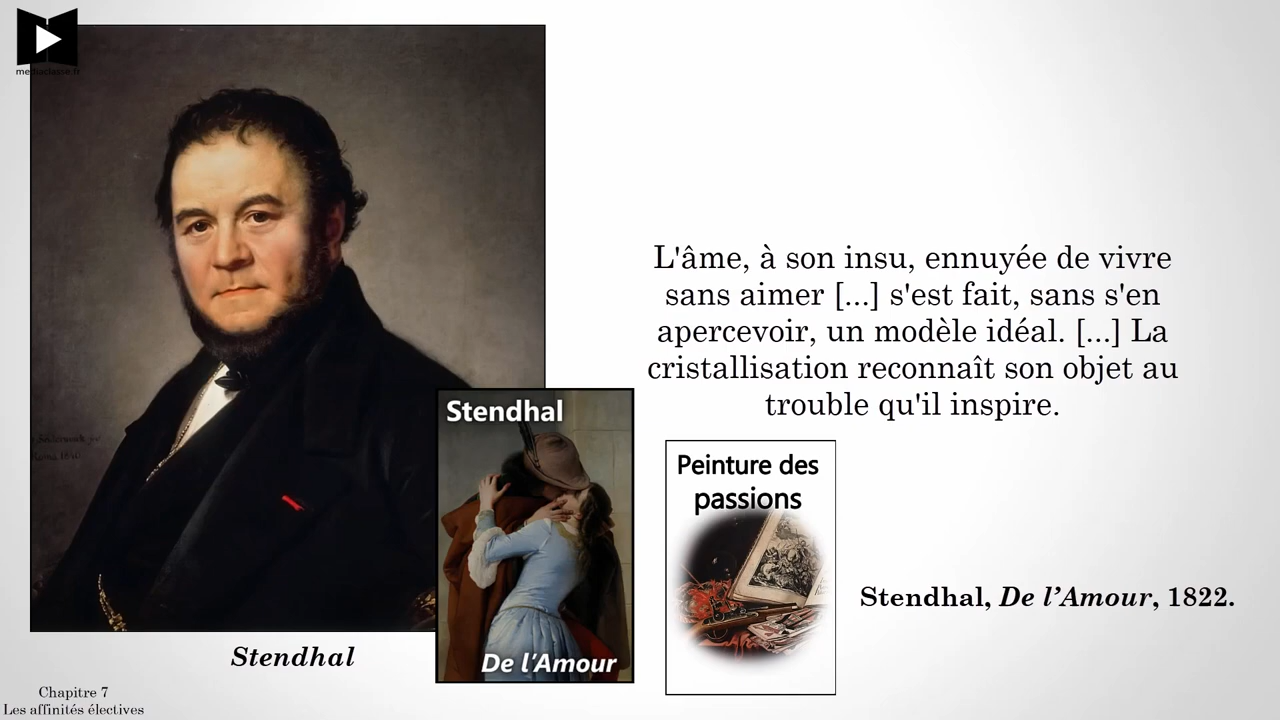 mediaclasse.fr
L'âme, à son insu, ennuyée de vivre
sans aimer [...] s'est fait, sans s'en
apercevoir, un modèle idéal. [...] La
cristallisation reconnaît son objet au
trouble qu'il inspire.
Stendhal
De l'Amour
Peinture des
passions
Stendhal, De l’Amour, 1822.
Stendhal
Chapitre 7
Les affinités électives